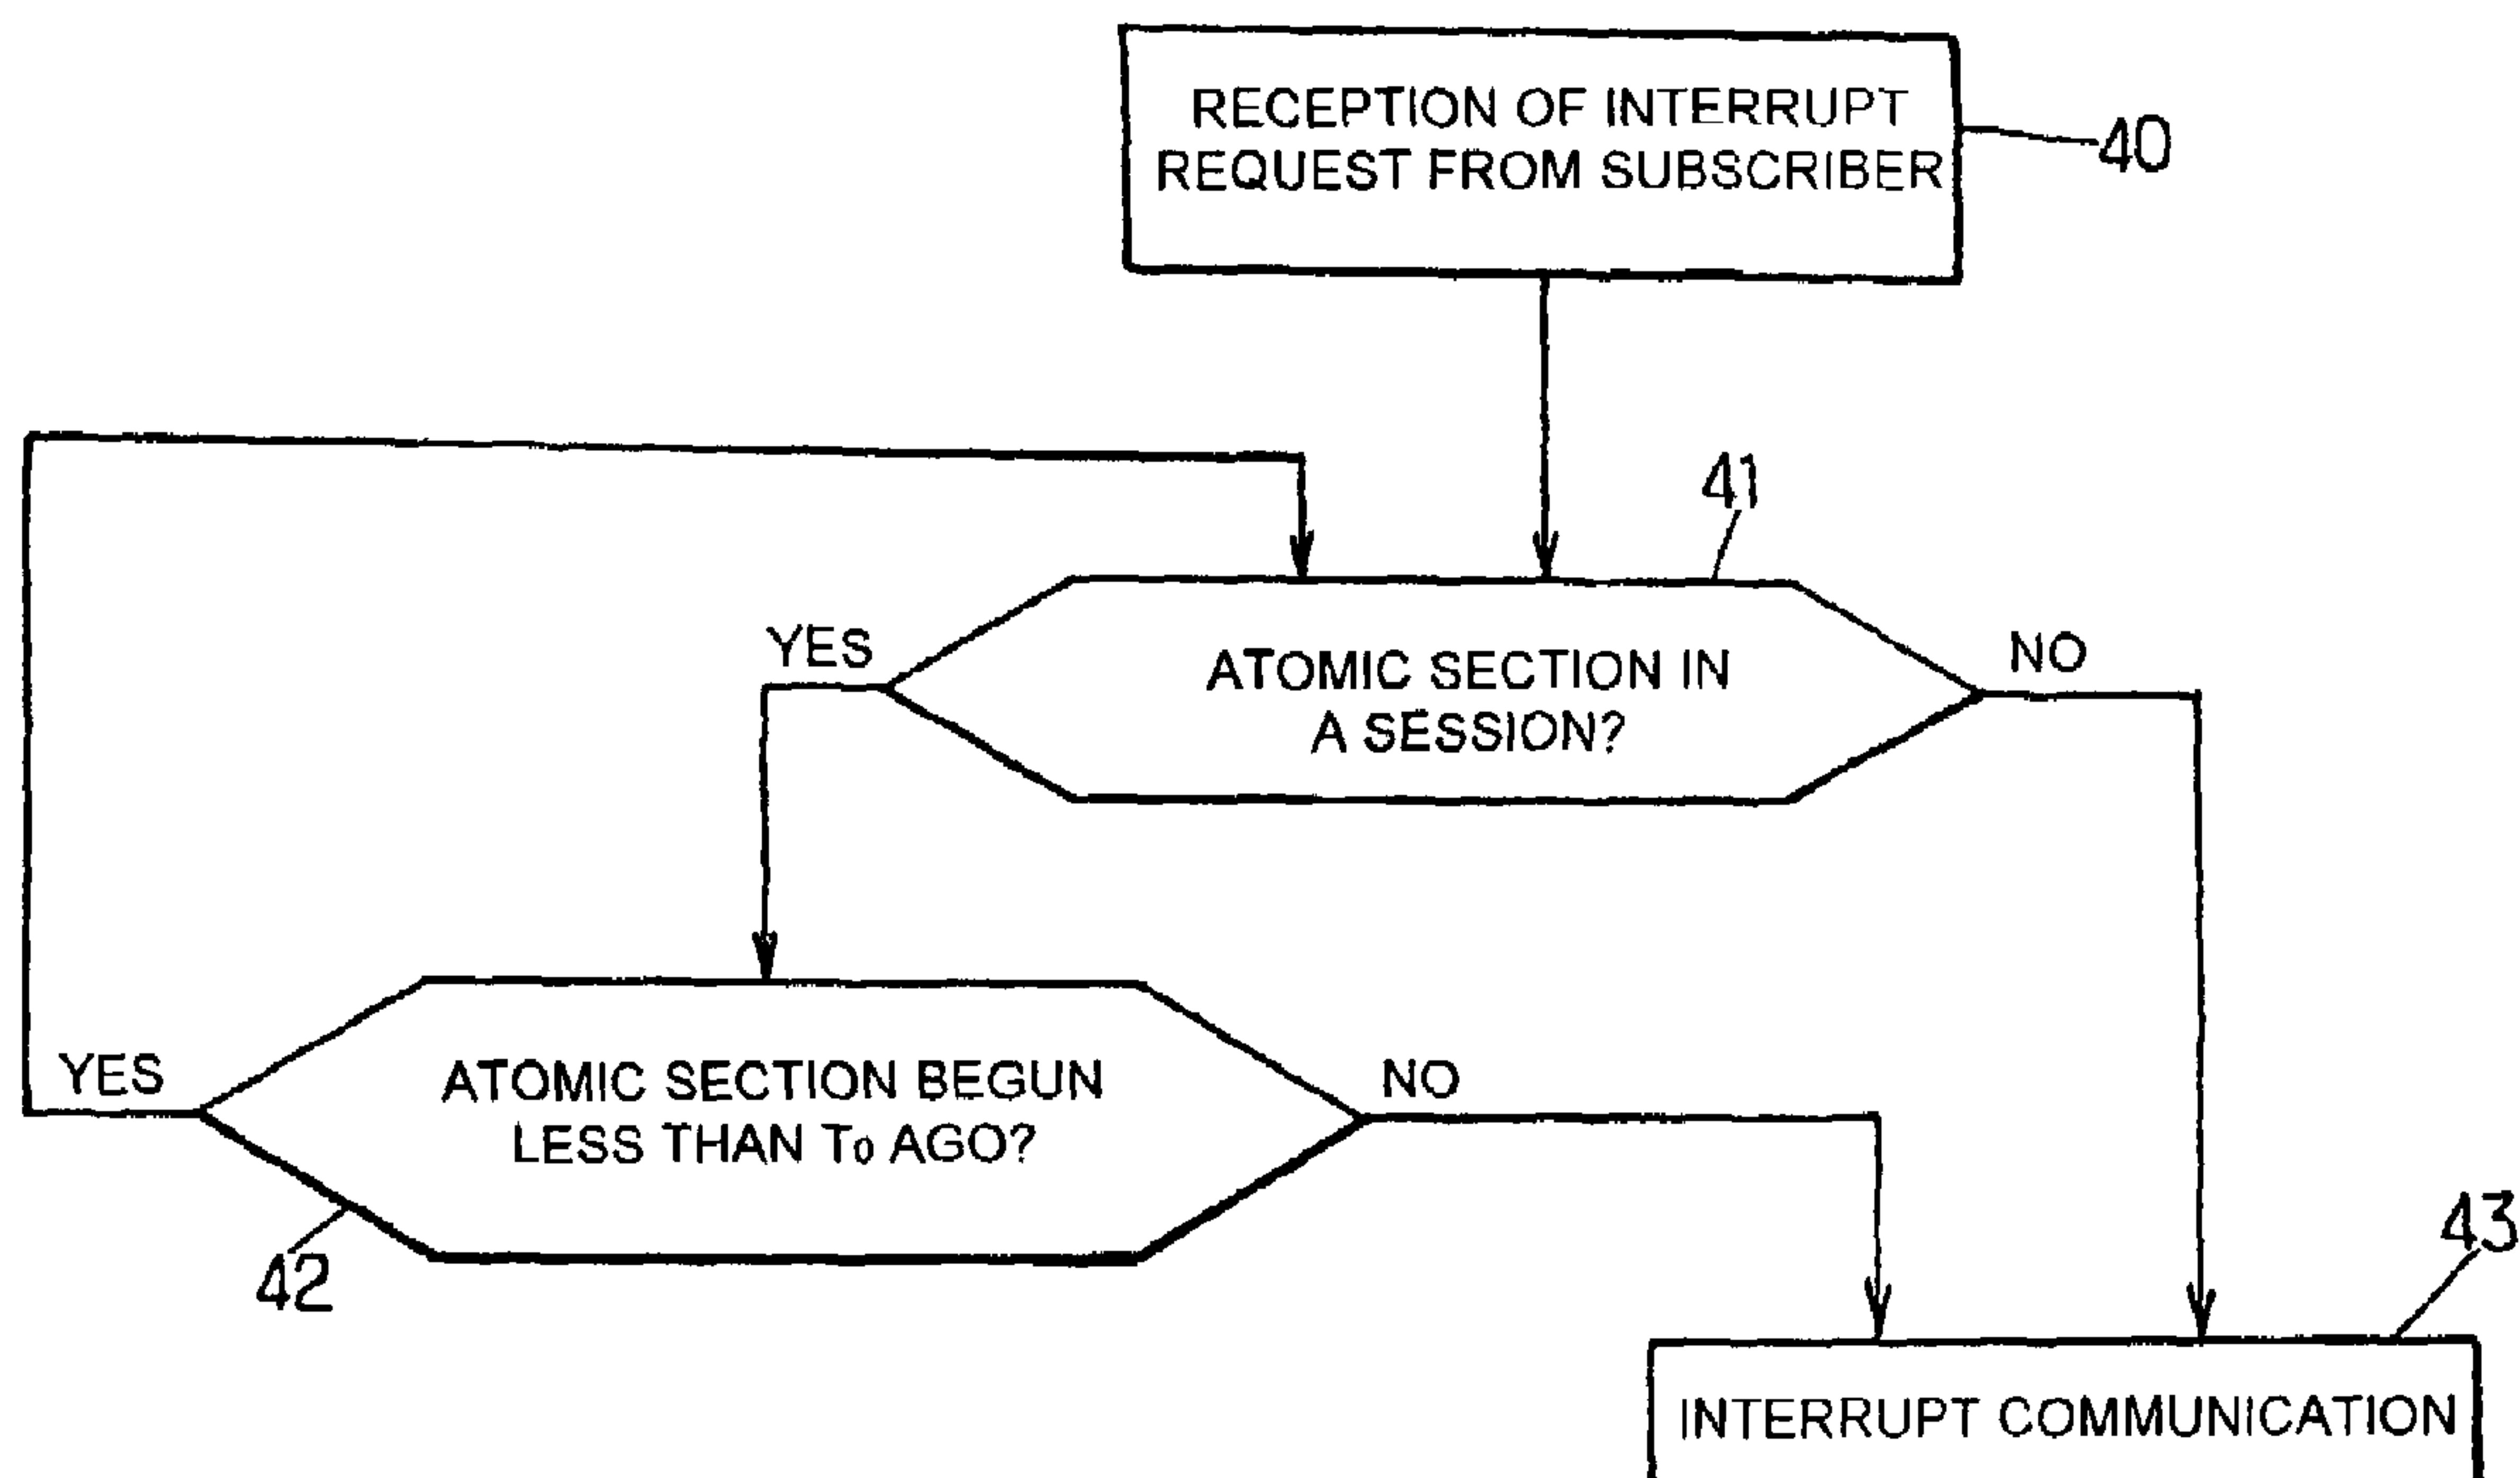 RECEPTION OF INTERRUPT
REQUEST FROM SUBSCRIBER
40
41
YES
NO
ATOMIC SECTION IN
A SESSION?
YES
ATOMIC SECTION BEGUN
LESS THAN To AGO?
NO
42
43
INTERRUPT COMMUNICATION